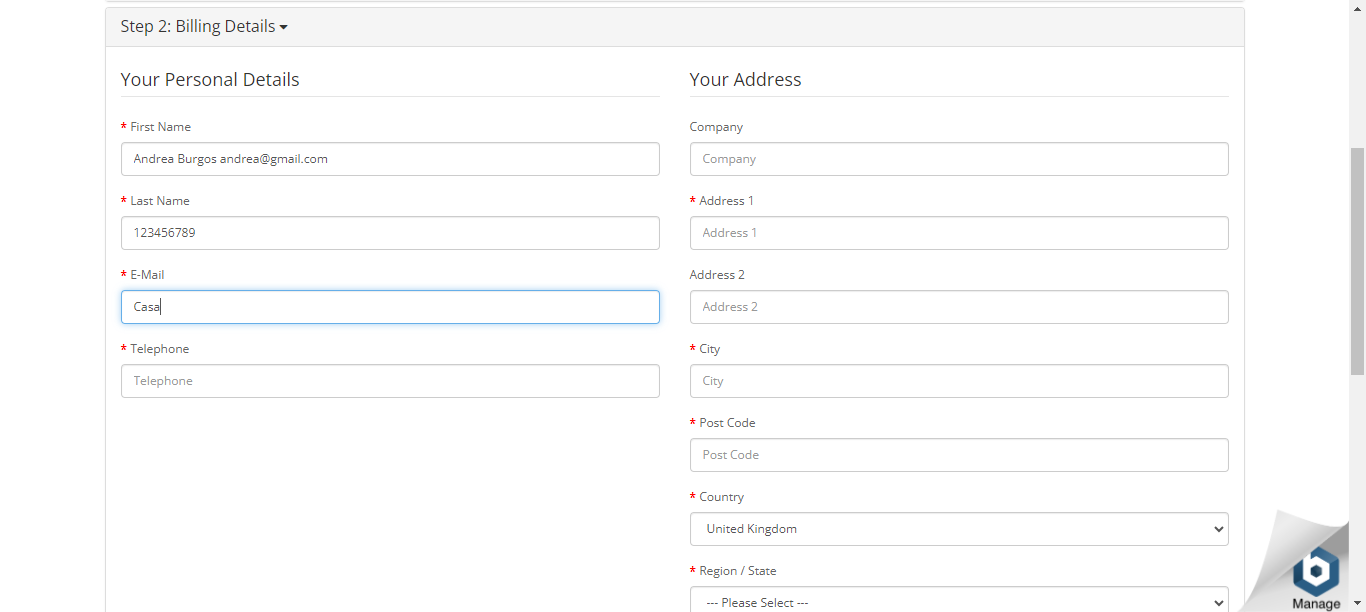 Step 2: Billing Details
Your Personal Details
* First Name
Andrea Burgos andrea@gmail.com
* Last Name
123456789
* E-Mail
Casa
* Telephone
Telephone
Your Address
Company
Company
* Address 1
Address 1
Address 2
Address 2
* City
City
* Post Code
Post Code
* Country
United Kingdom
* Region / State
--- Please Select ---
Manage